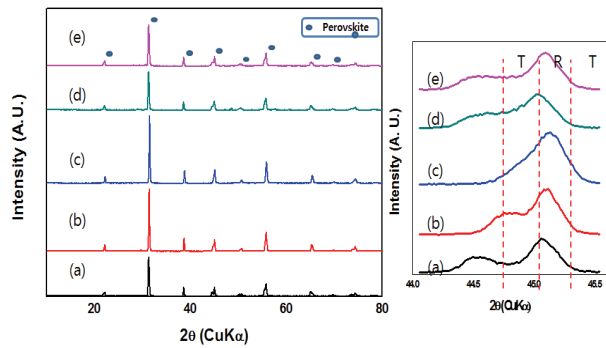 Perovskite
(e)
(d)
(c)
(b)
(a)
Intensity (A.U.)
20 40 60 80
2θ (CuKα)
T R T
(e)
(d)
(c)
(b)
(a)
Intensity (A. U.)
44.0 44.5 45.0 45.5
2θ(CuKα)